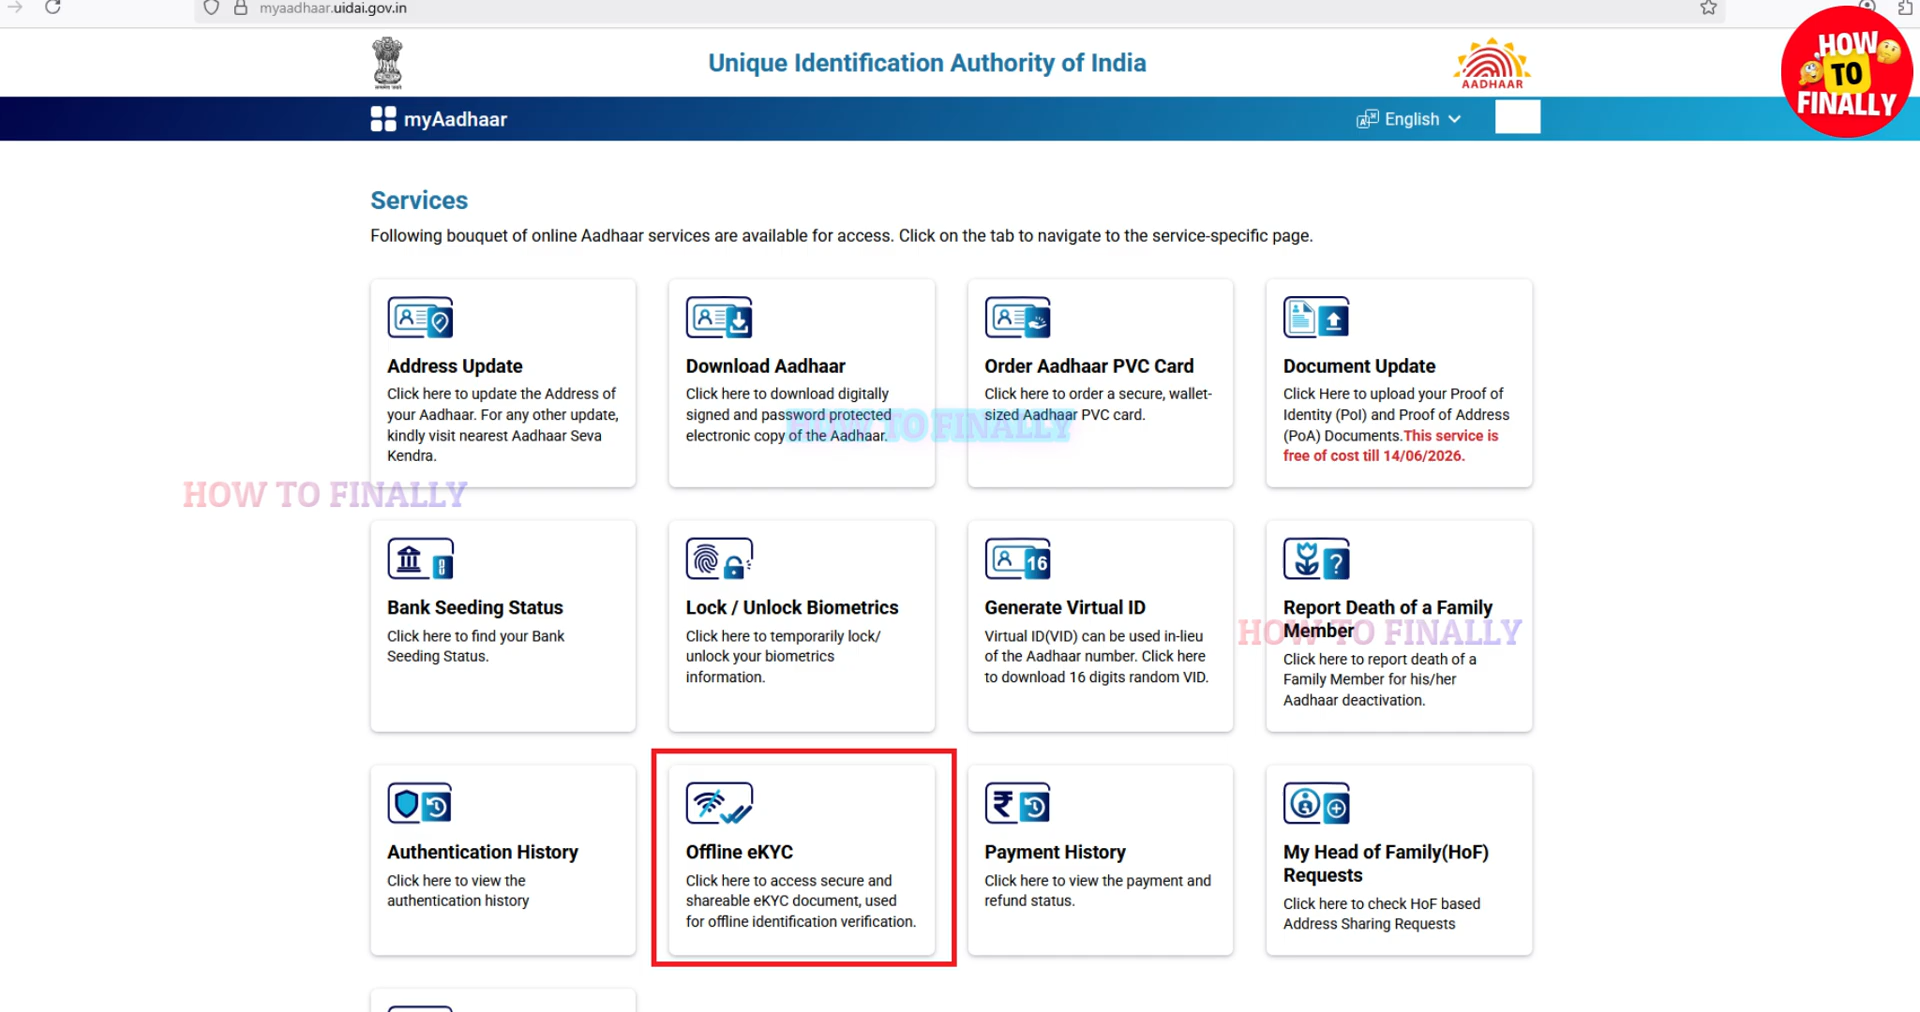 myaadhaar.uidai.gov.in
HOW
TO
FINALLY
Unique Identification Authority of India
AADHAAR
myAadhaar
English
Services
Following bouquet of online Aadhaar services are available for access. Click on the tab to navigate to the service-specific page.
Address Update
Click here to update the Address of
your Aadhaar. For any other update,
kindly visit nearest Aadhaar Seva
Kendra.
Download Aadhaar
Click here to download digitally
signed and password protected
electronic copy of the Aadhaar.
Order Aadhaar PVC Card
Click here to order a secure, wallet-
sized Aadhaar PVC card.
Document Update
Click Here to upload your Proof of
Identity (PoI) and Proof of Address
(PoA) Documents.This service is
free of cost till 14/06/2026.
HOW TO FINALLY
HOW TO FINALLY
Bank Seeding Status
Click here to find your Bank
Seeding Status.
Lock / Unlock Biometrics
Click here to temporarily lock/
unlock your biometrics
information.
16
Generate Virtual ID
Virtual ID(VID) can be used in-lieu
of the Aadhaar number. Click here
to download 16 digits random VID.
Report Death of a Family
Member
Click here to report death of a
Family Member for his/her
Aadhaar deactivation.
HOW TO FINALLY
Authentication History
Click here to view the
authentication history
Offline eKYC
Click here to access secure and
shareable eKYC document, used
for offline identification verification.
₹
Payment History
Click here to view the payment and
refund status.
My Head of Family(HoF)
Requests
Click here to check HoF based
Address Sharing Requests